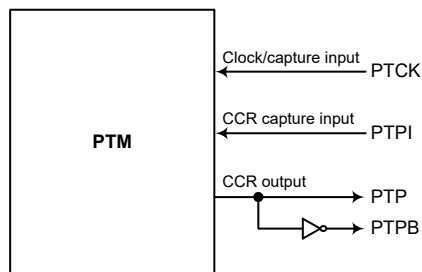 Clock/capture input
PTCK
CCR capture input
PTPI
PTM
CCR output
PTP
PTPB